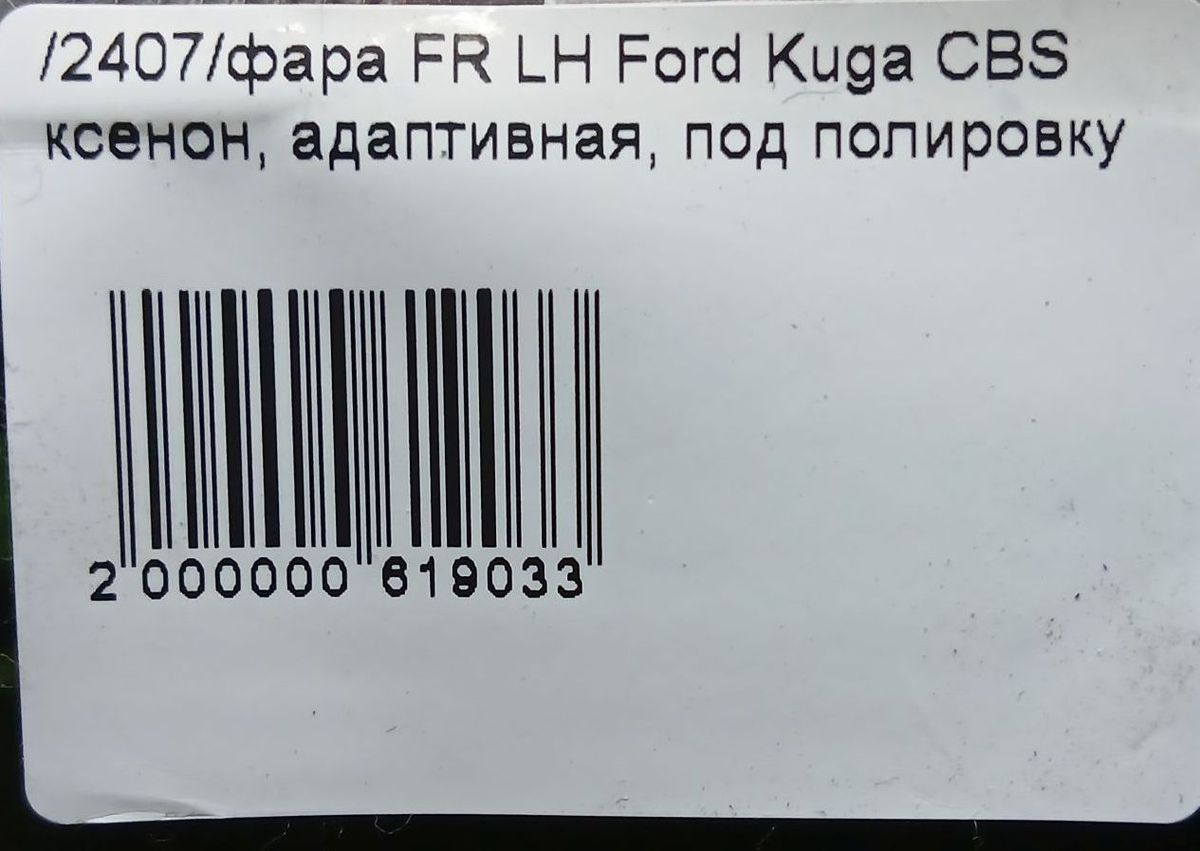 /2407/фара FR LH Ford Kuga CBS
ксенон, адаптивная, под полировку
2 000000 619033